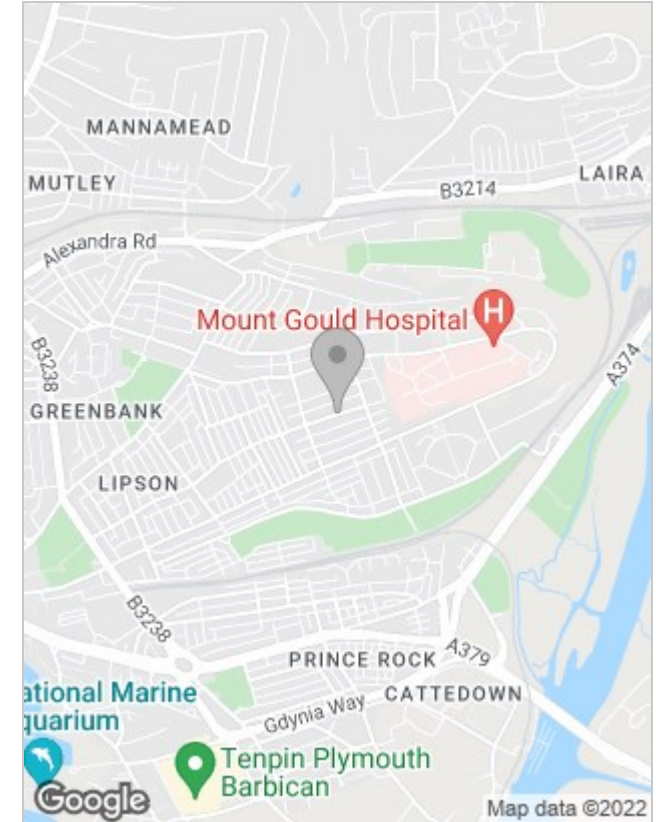 MANNAMEAD
MUTLEY
B3214
LAIRA
Alexandra Rd
Mount Gould Hospital
H
B3238
A374
GREENBANK
LIPSON
B3238
PRINCE ROCK
A379
ational Marine
quarium
CATTEDOWN
Gdynia Way
Tenpin Plymouth
Barbican
Google
Map data ©2022